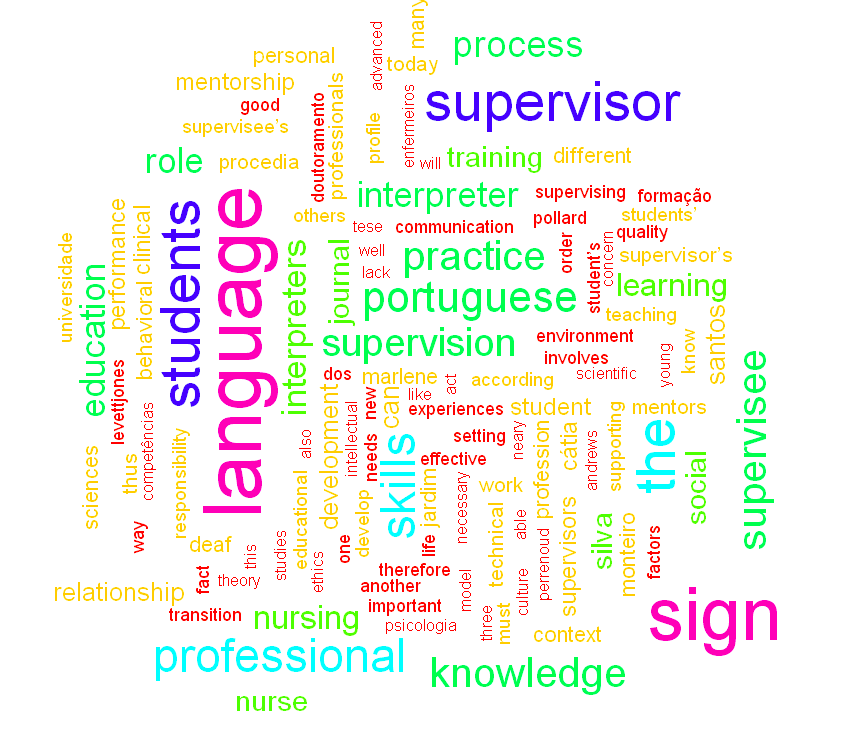 many
process
personal
advanced
today
mentorship
good
supervisor
supervisee's
doutoramento
professionals
profile
enfermeiros
will
training
different
role
procedia
language
students
interpreter
supervising
formação
others
tese
communication
pollard
students'
quality
universidade
performance
behavioral clinical
interpreters
journal
well
lack
practice
order
student's
concern
supervisor's
education
portuguese
learning
teaching
know
santos
supervision
environment
involves
scientific
young
dos
marlene
according
levettjones
competências
like
act
can
new
experiences
student
mentors
supervisee
sciences
thus
responsibility
also
development
intellectual
needs
skills
setting
effective
neary
profession
cátia
andrews
supporting
the
social
way
deaf
educational
develop
jardim
necessary
work
technical
able
supervisors
silva
monteiro
factors
this
studies
one
life
fact
theory
ethics
therefore
another
model
culture
perrenoud
relationship
transition
important
sign
nursing
psicologia
three
must
context
professional
knowledge
nurse